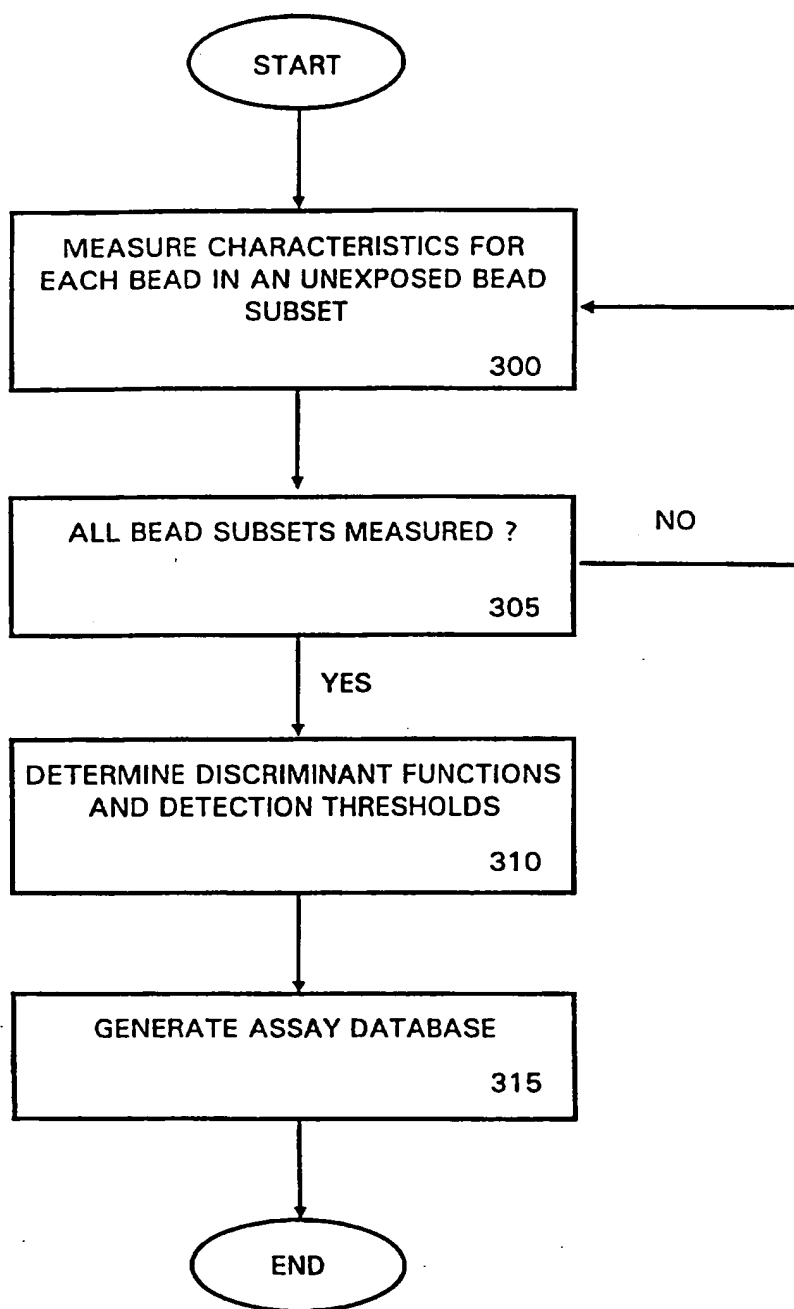 START
MEASURE CHARACTERISTICS FOR
EACH BEAD IN AN UNEXPOSED BEAD
SUBSET
300
ALL BEAD SUBSETS MEASURED ?
305
NO
YES
DETERMINE DISCRIMINANT FUNCTIONS
AND DETECTION THRESHOLDS
310
GENERATE ASSAY DATABASE
315
END